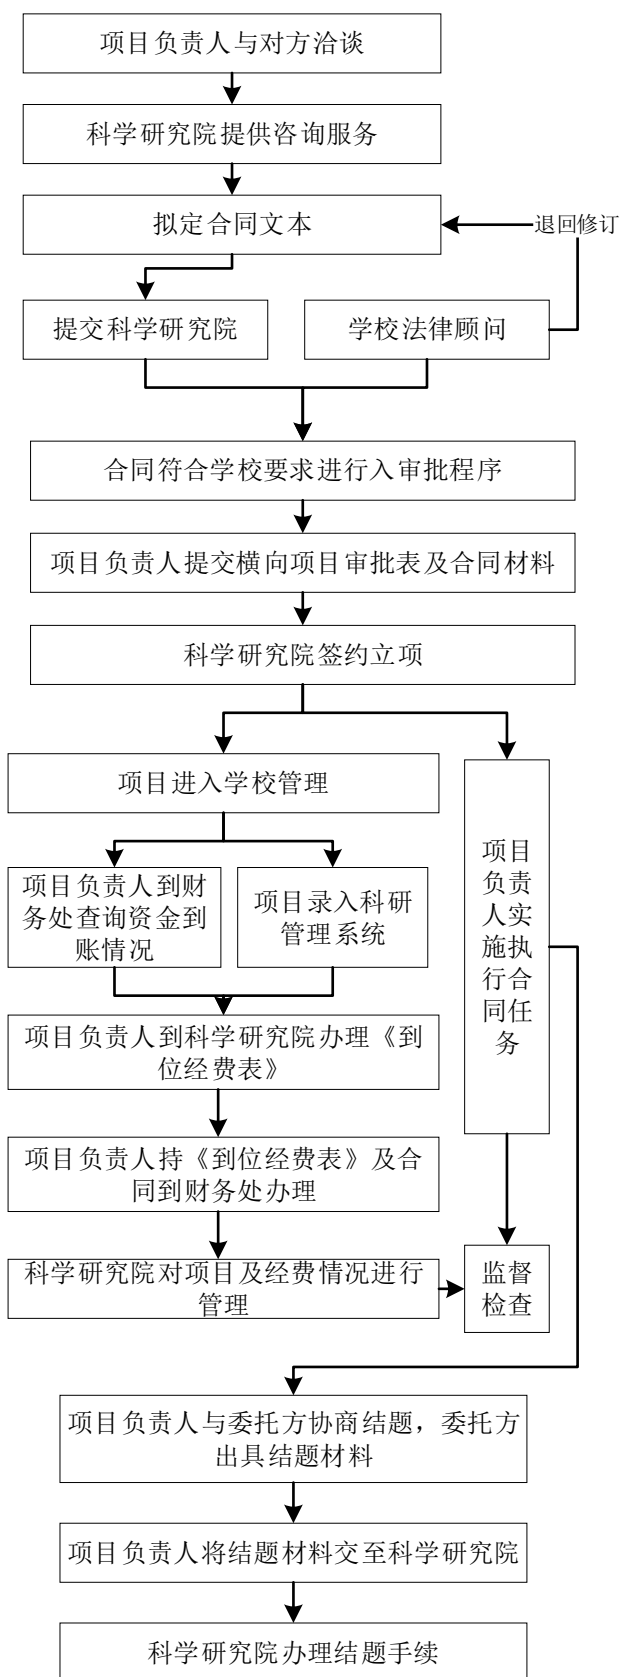 项目负责人与对方洽谈
科学研究院提供咨询服务
拟定合同文本
退回修订
提交科学研究院
学校法律顾问
合同符合学校要求进行入审批程序
项目负责人提交横向项目审批表及合同材料
科学研究院签约立项
项目进入学校管理
项目负责人到财
务处查询资金到
账情况
项目录入科研
管理系统
项目
负责
人实
施执
行合
同任
务
项目负责人到科学研究院办理《到
位经费表》
项目负责人持《到位经费表》及合
同到财务处办理
科学研究院对项目及经费情况进行
管理
监督
检查
项目负责人与委托方协商结题，委托方
出具结题材料
项目负责人将结题材料交至科学研究院
科学研究院办理结题手续